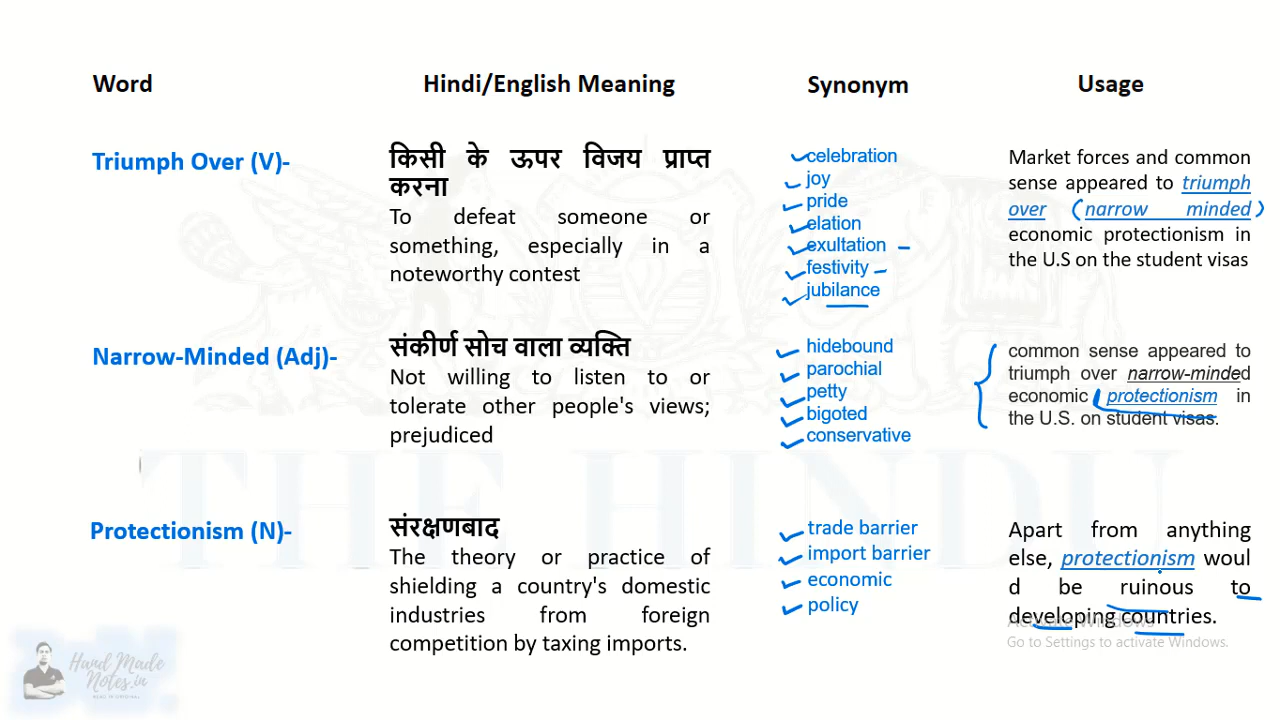 Word
Hindi/English Meaning
Synonym
Usage
Triumph Over (V)-
किसी के ऊपर विजय प्राप्त
करना
To defeat someone or
something, especially in a
noteworthy contest
celebration
joy
pride
elation
exultation
festivity
jubilance
Market forces and common
sense appeared to triumph
over (narrow minded)
economic protectionism in
the U.S on the student visas
Narrow-Minded (Adj)-
संकीर्ण सोच वाला व्यक्ति
Not willing to listen to or
tolerate other people's views;
prejudiced
hidebound
parochial
petty
bigoted
conservative
common sense appeared to
triumph over narrow-minded
economic protectionism in
the U.S. on student visas.
THE HINDU
Protectionism (N)-
संरक्षणबाद
The theory or practice of
shielding a country's domestic
industries from foreign
competition by taxing imports.
trade barrier
import barrier
economic
policy
Apart from anything
else, protectionism woul
d be ruinous to
developing countries.
Activate Windows
Go to Settings to activate Windows.
Hand Made
Notes.in